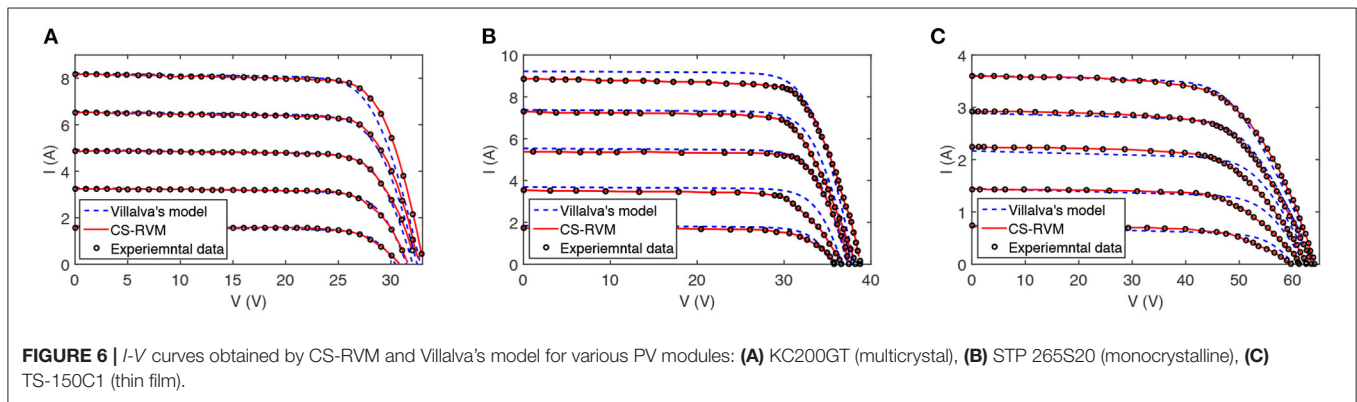 A
8
6
4
2
0
0 5 10 15 20 25 30
I (A)
V (V)
Villalva's model
CS-RVM
Experiemntal data
B
10
8
6
4
2
0
0 10 20 30 40
I (A)
V (V)
Villalva's model
CS-RVM
Experiemntal data
C
4
3
2
1
0
0 10 20 30 40 50 60
I (A)
V (V)
Villalva's model
CS-RVM
Experiemntal data
FIGURE 6 | I-V curves obtained by CS-RVM and Villalva's model for various PV modules: (A) KC200GT (multicrystal), (B) STP 265S20 (monocrystalline), (C)
TS-150C1 (thin film).